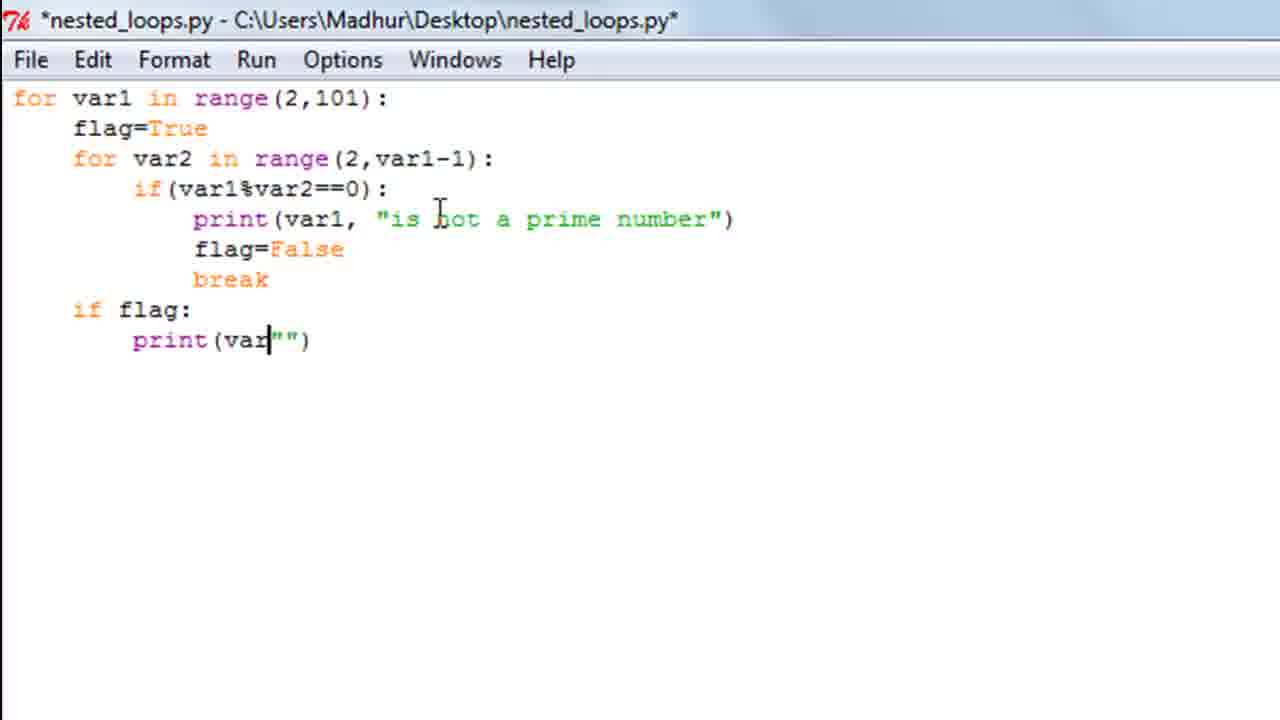 *nested_loops.py - C:\Users\Madhur\Desktop\nested_loops.py*
File Edit Format Run Options Windows Help
for var1 in range(2,101):
    flag=True
    for var2 in range(2,var1-1):
        if(var1%var2==0):
            print(var1, "is not a prime number")
            flag=False
            break
    if flag:
        print(var"")